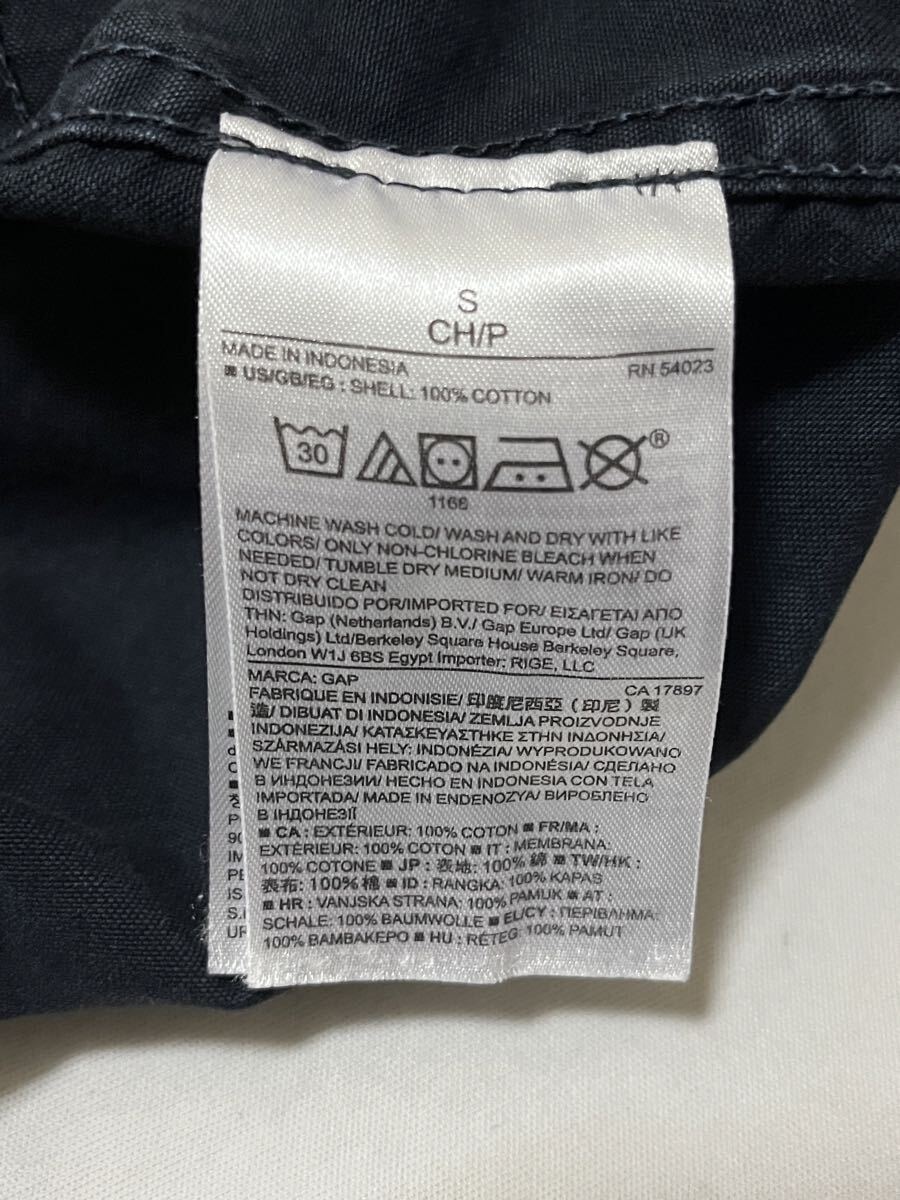 S
CH/P
MADE IN INDONESIA RN 54023
■ US/GB/EG : SHELL: 100% COTTON
30 ®
1166
MACHINE WASH COLD/ WASH AND DRY WITH LIKE
COLORS/ ONLY NON-CHLORINE BLEACH WHEN
NEEDED/ TUMBLE DRY MEDIUM/ WARM IRON/ DO
NOT DRY CLEAN
DISTRIBUIDO POR/IMPORTED FOR/ ΕΙΣΑΓΕΤΑΙ ΑΠΟ
THN: Gap (Netherlands) B.V./ Gap Europe Ltd/ Gap (UK
Holdings) Ltd/Berkeley Square House Berkeley Square,
London W1J 6BS Egypt Importer: RIGE, LLC
MARCA: GAP CA 17897
FABRIQUE EN INDONISIE/ 印度尼西亞 (印尼) 製
造/ DIBUAT DI INDONESIA/ ZEMLJA PROIZVODNJE
INDONEZIJA/ ΚΑΤΑΣΚΕΥΑΣΤΗΚΕ ΣΤΗΝ ΙΝΔΟΝΗΣΙΑ/
SZÁRMAZÁSI HELY: INDONÉZIA/ WYPRODUKOWANO
WE FRANCJI/ FABRICADO NA INDONÉSIA/ СДЕЛАНО
В ИНДОНЕЗИИ/ HECHO EN INDONESIA CON TELA
IMPORTADA/ MADE IN ENDENOZYA/ ВИРОБЛЕНО
В ІНДОНЕЗІЇ
■ CA : EXTÉRIEUR: 100% COTON ■ FR/MA :
EXTÉRIEUR: 100% COTON ■ IT : MEMBRANA:
100% COTONE ■ JP : 表地: 100% 綿 ■ TW/HK :
表布: 100% 棉 ■ ID : RANGKA: 100% KAPAS
■ HR : VANJSKA STRANA: 100% PAMUK ■ AT :
SCHALE: 100% BAUMWOLLE ■ EL/CY : ΠΕΡΙΒΛΗΜΑ:
100% ΒΑΜΒΑΚΕΡΟ ■ HU : RÉTEG: 100% PAMUT